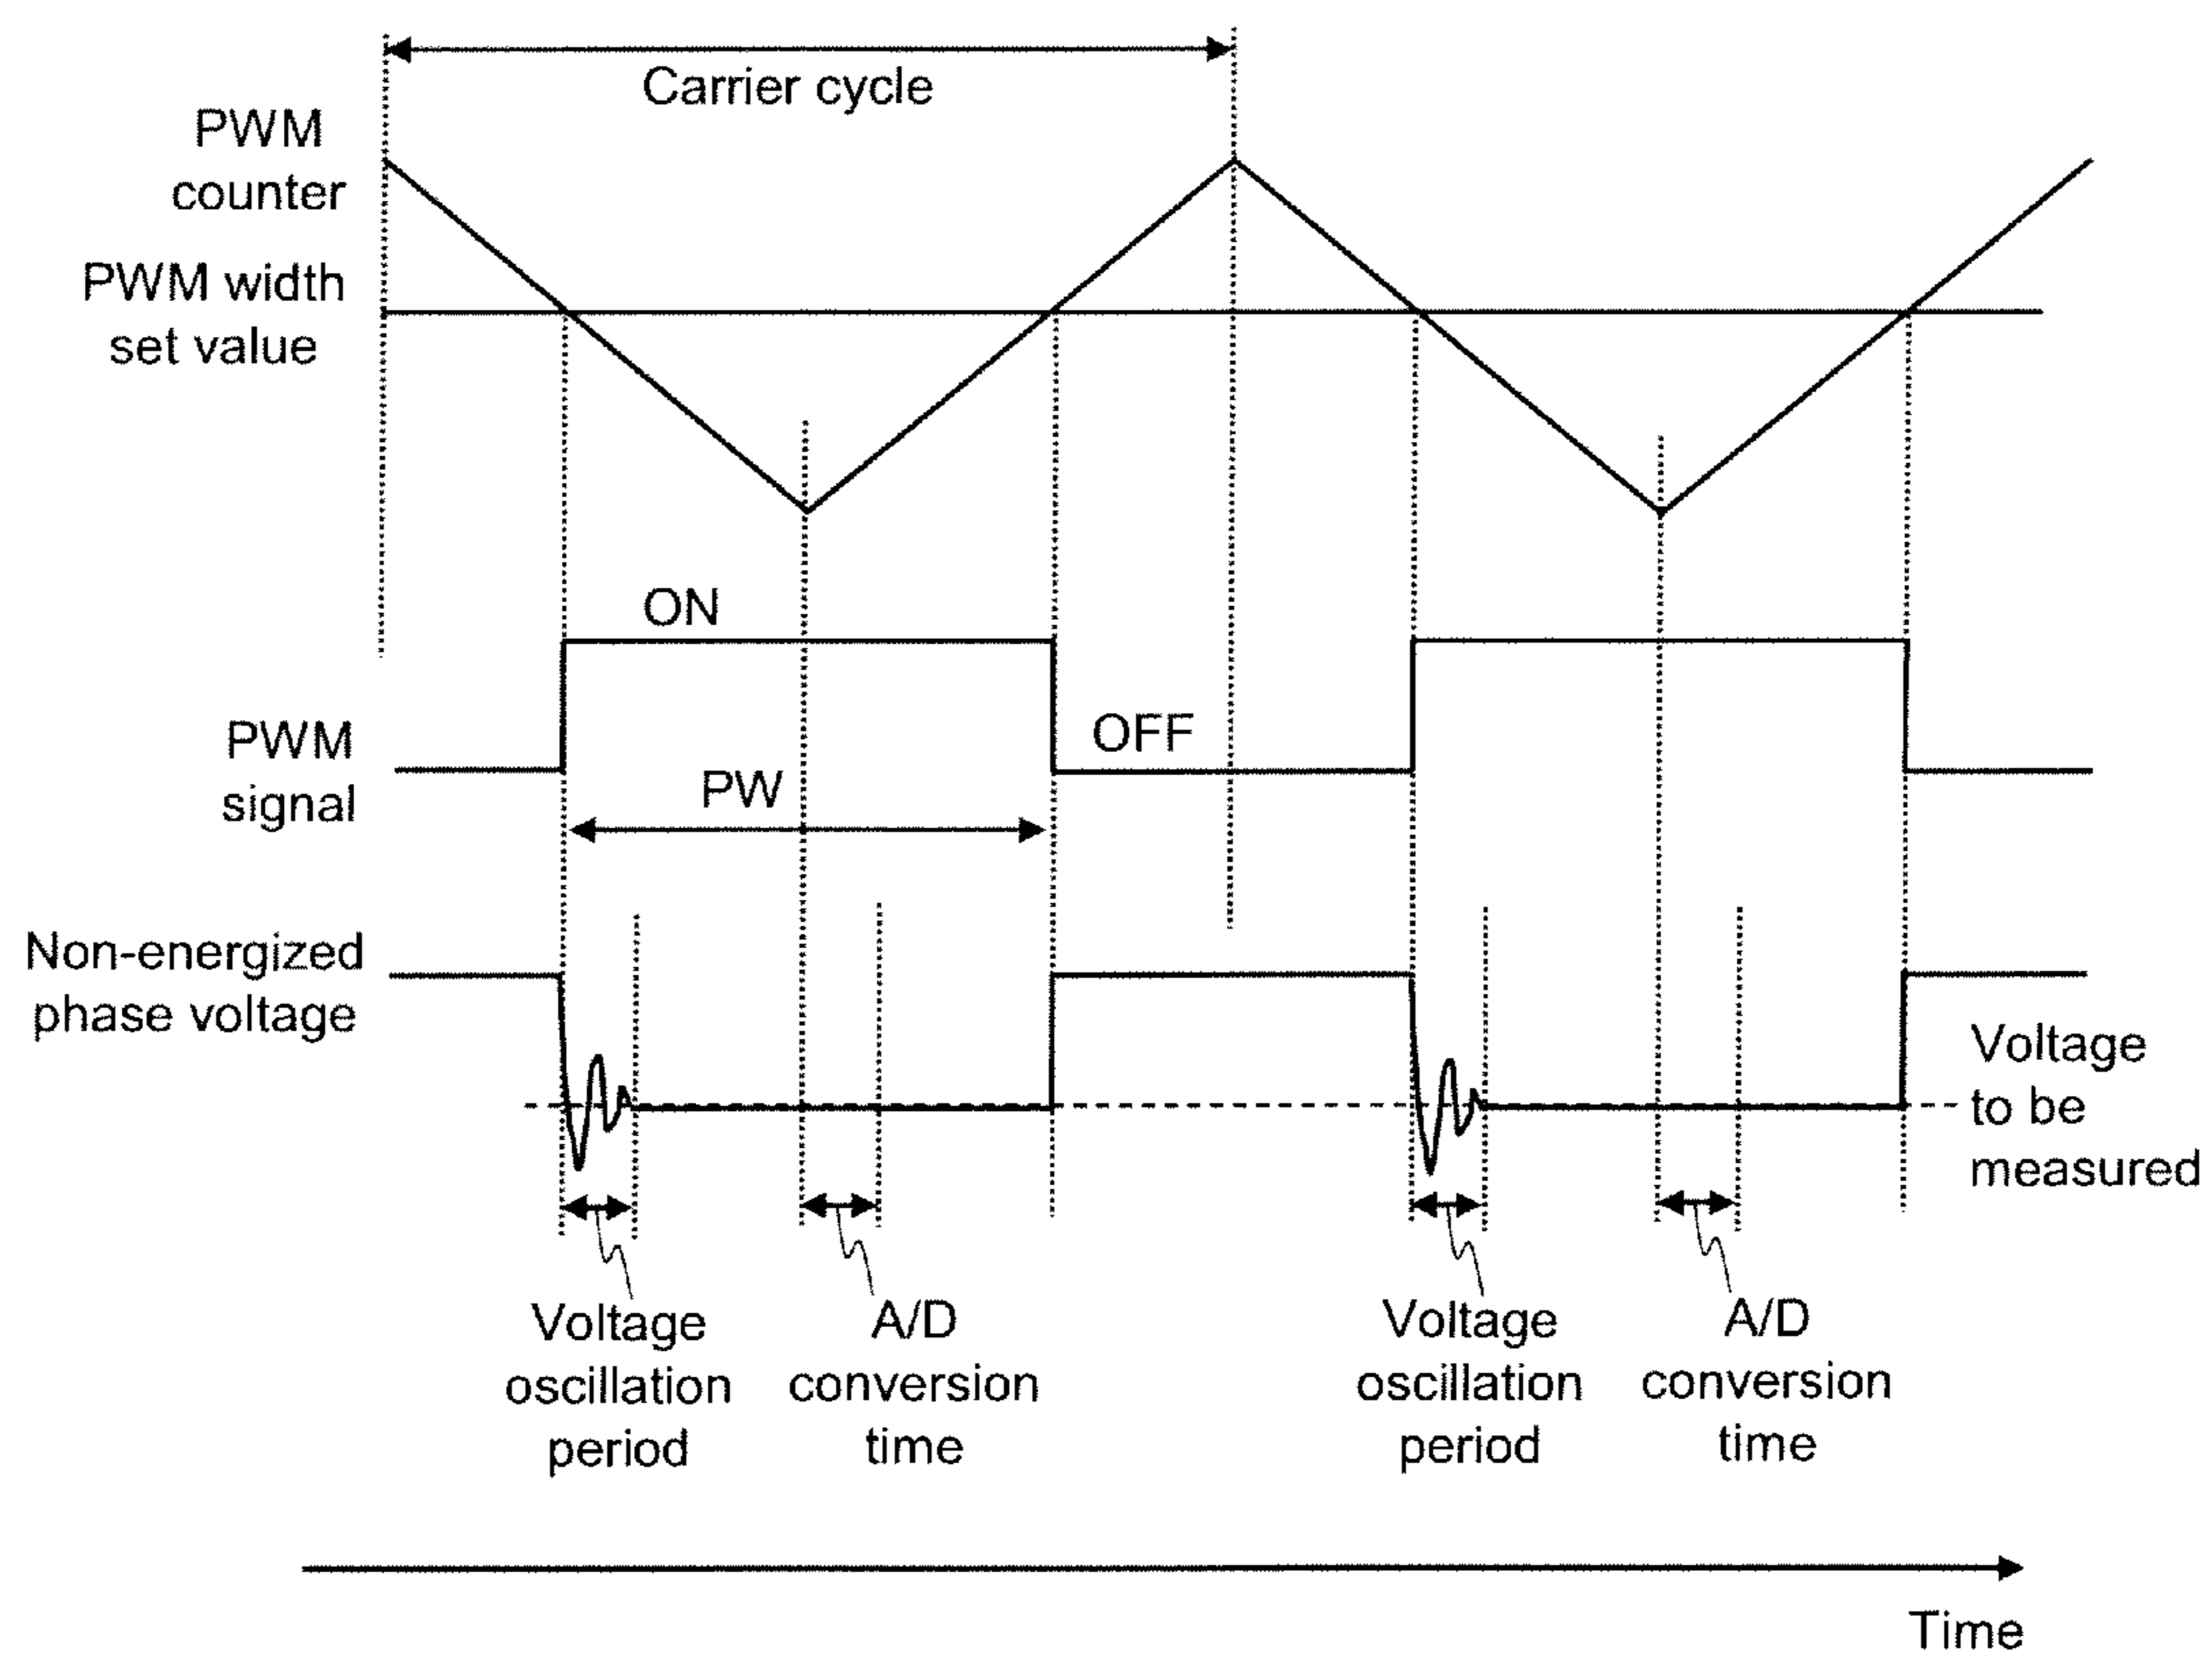 Carrier cycle
PWM
counter
PWM width
set value
ON
OFF
PWM
signal
PW
Non-energized
phase voltage
Voltage
to be
measured
Voltage
oscillation
period
A/D
conversion
time
Voltage
oscillation
period
A/D
conversion
time
Time